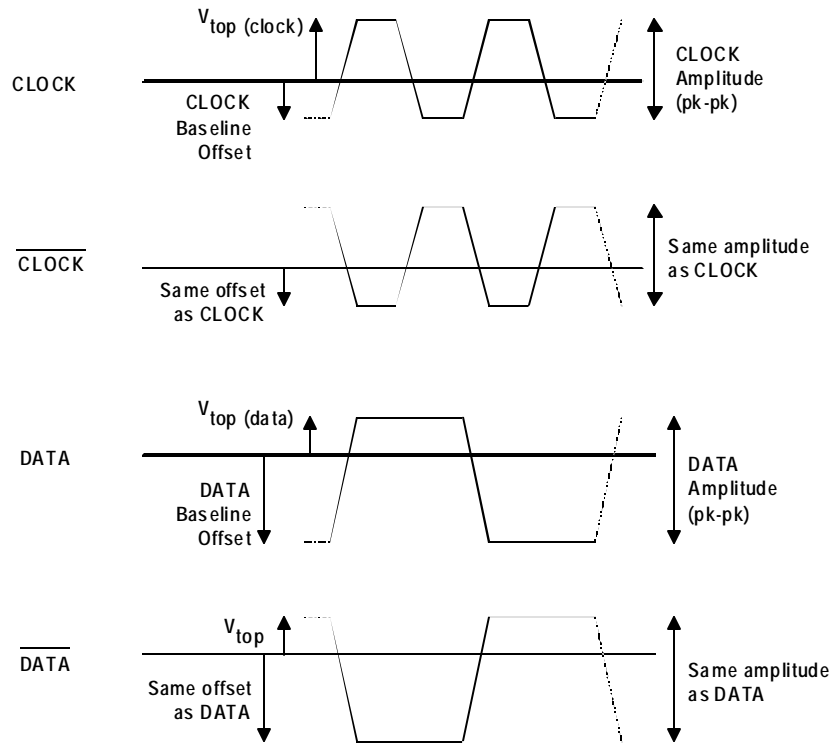 V top (clock)
CLOCK
CLOCK
Baseline
Offset
CLOCK
Amplitude
(pk-pk)
CLOCK
Same offset
as CLOCK
Same amplitude
as CLOCK
V top (data)
DATA
DATA
Baseline
Offset
DATA
Amplitude
(pk-pk)
V top
DATA
Same offset
as DATA
Same amplitude
as DATA